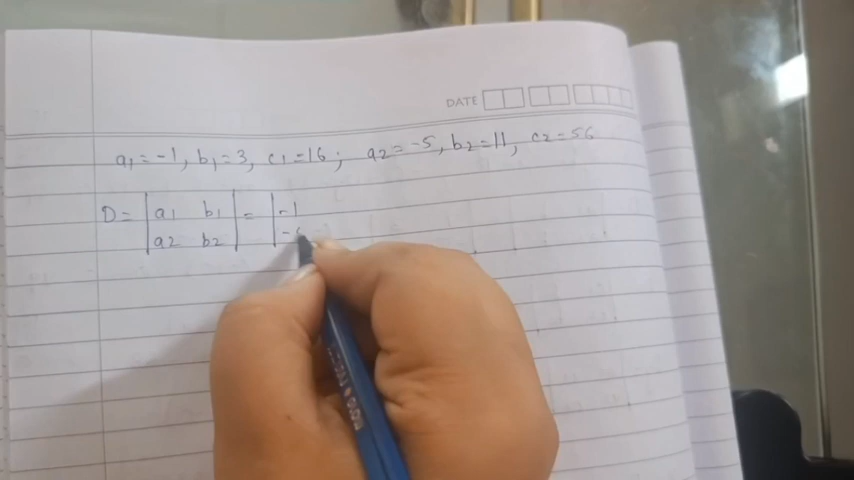 DATE
a1 = -1, b1 = 3, c1 = 16 ; a2 = -5, b2 = 11, c2 = 56
D = | a1 b1 | = | -1
| a2 b2 | | -